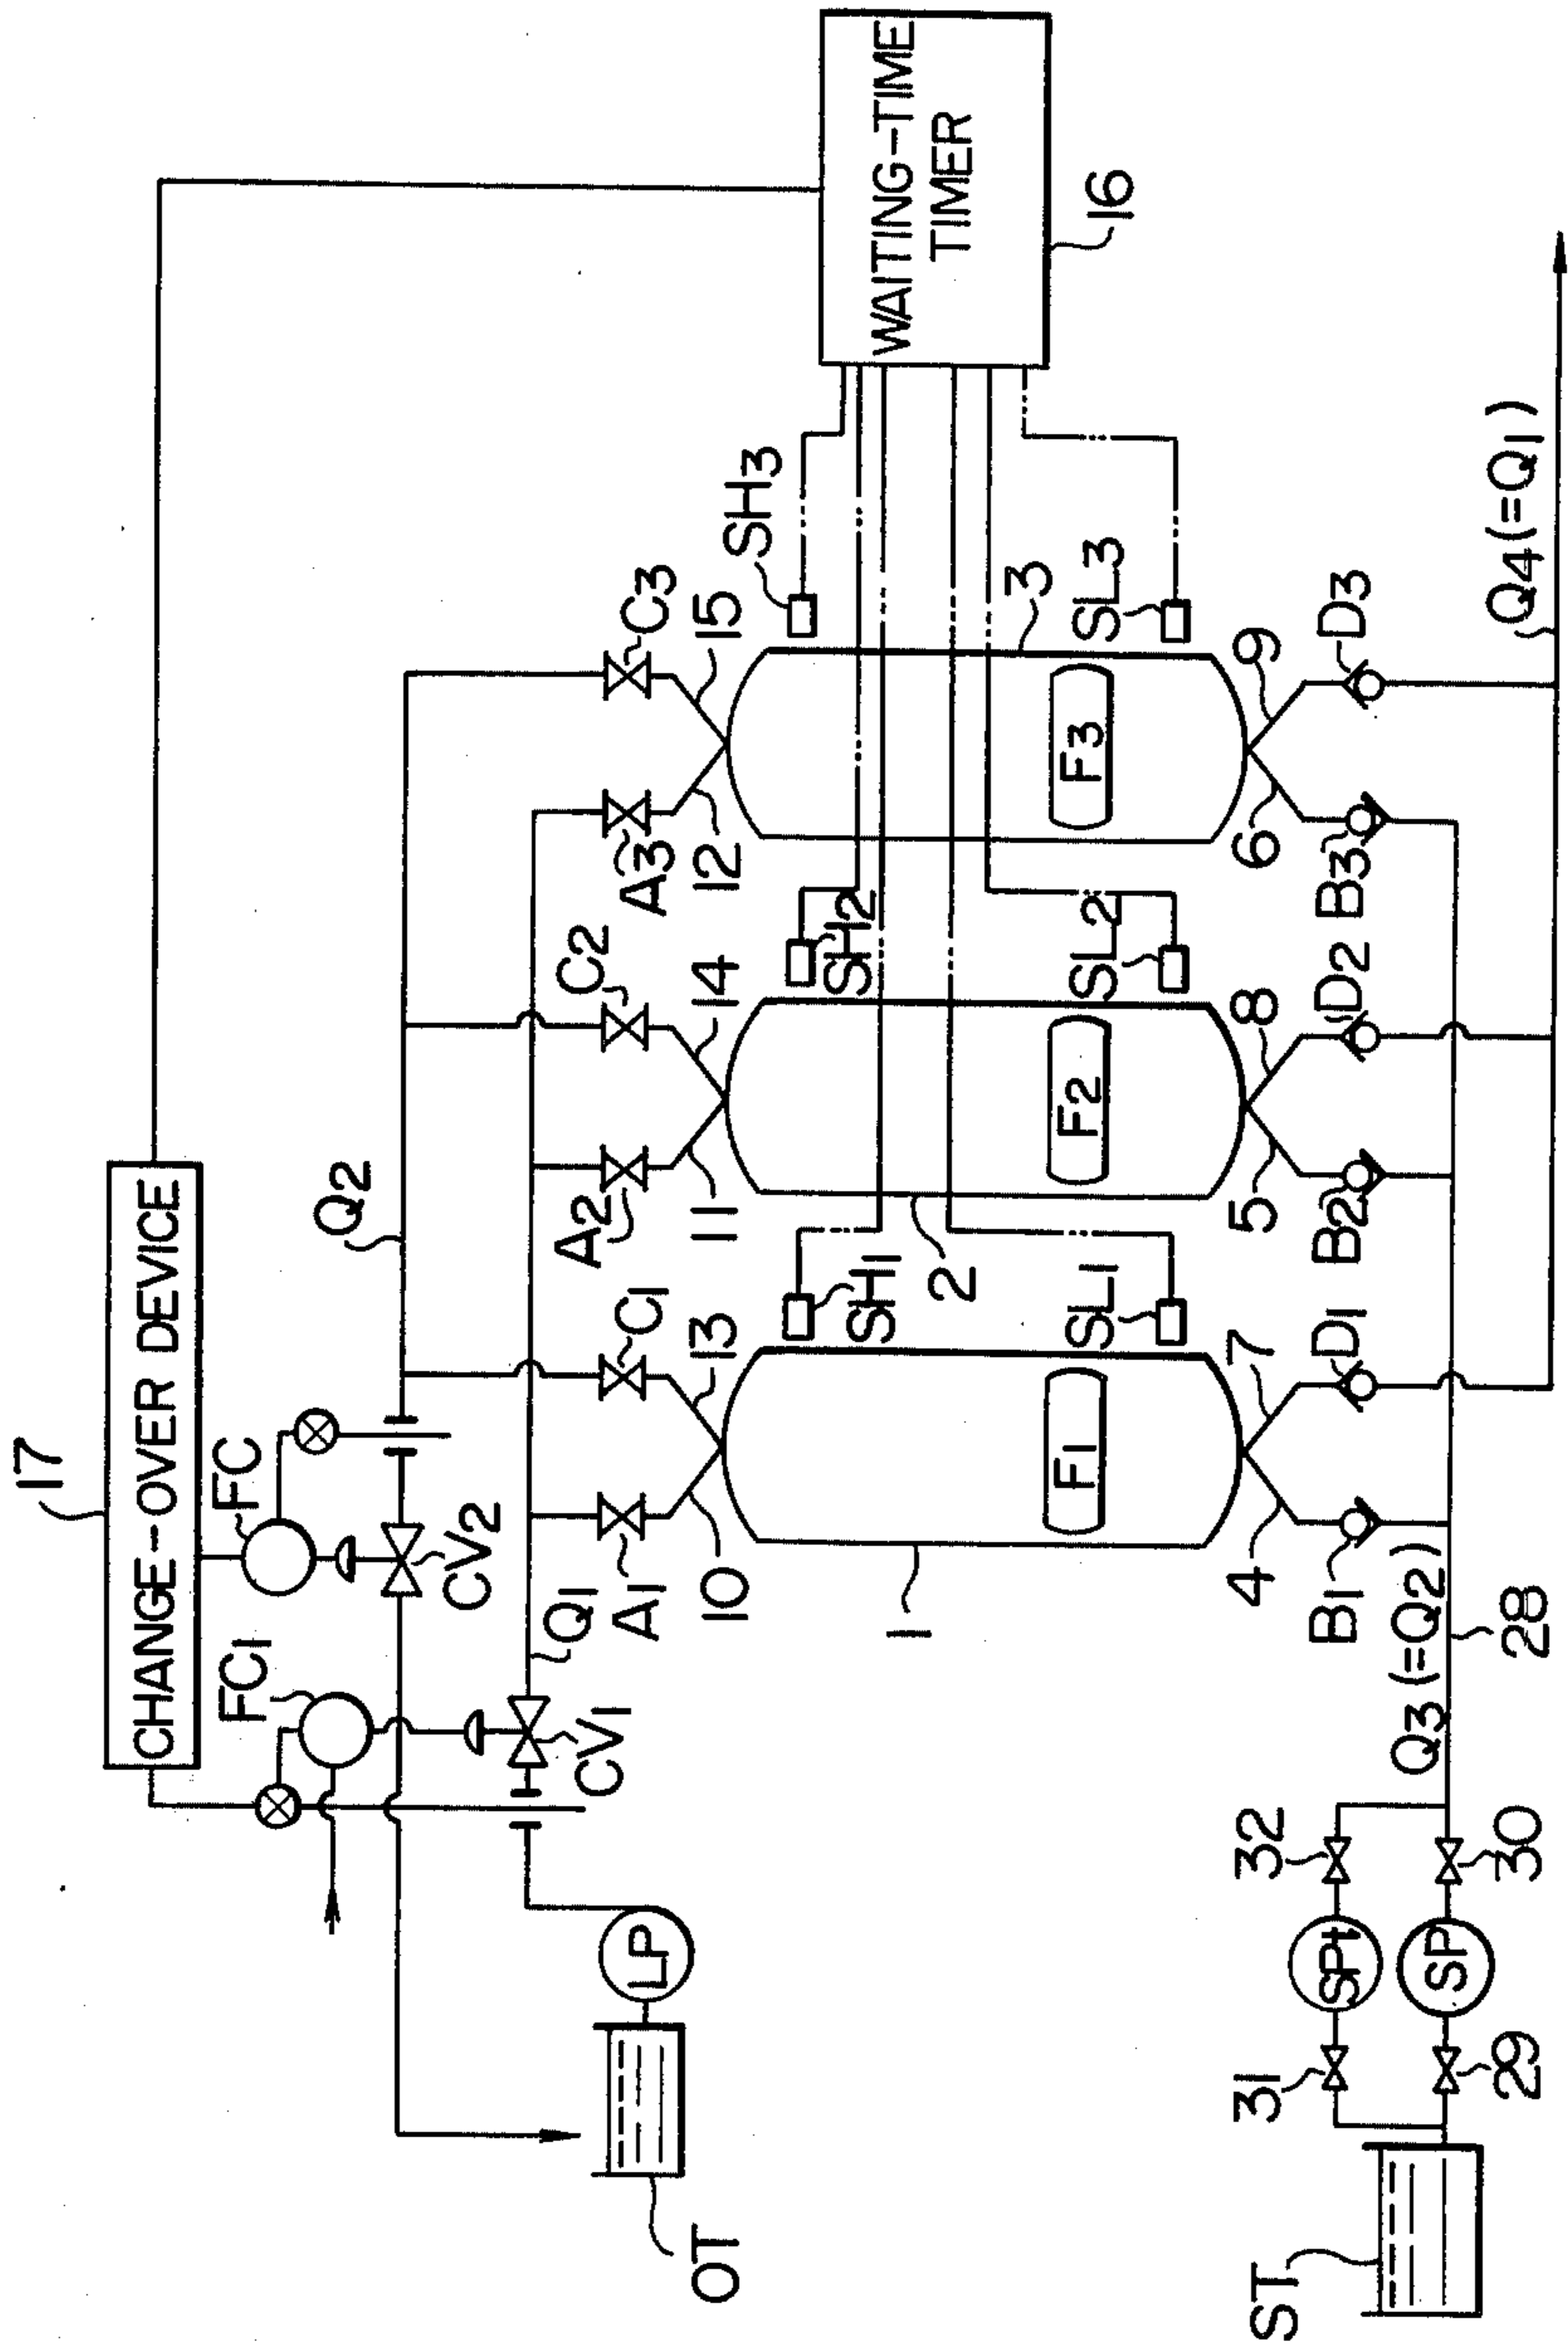 17
CHANGE-OVER DEVICE
FC1
FC
Q2
CV2
Q1
CV1
LP
OT
A1
C1
A2
C2
A3
C3
10
13
11
14
12
15
SH1
SH2
SH3
WAITING-TIME
TIMER
16
1
2
3
F1
F2
F3
SL1
SL2
SL3
4
7
5
8
6
9
B1
D1
B2
D2
B3
D3
Q3 (=Q2)
Q4 (=Q1)
28
31
32
SPt
SP
29
30
ST